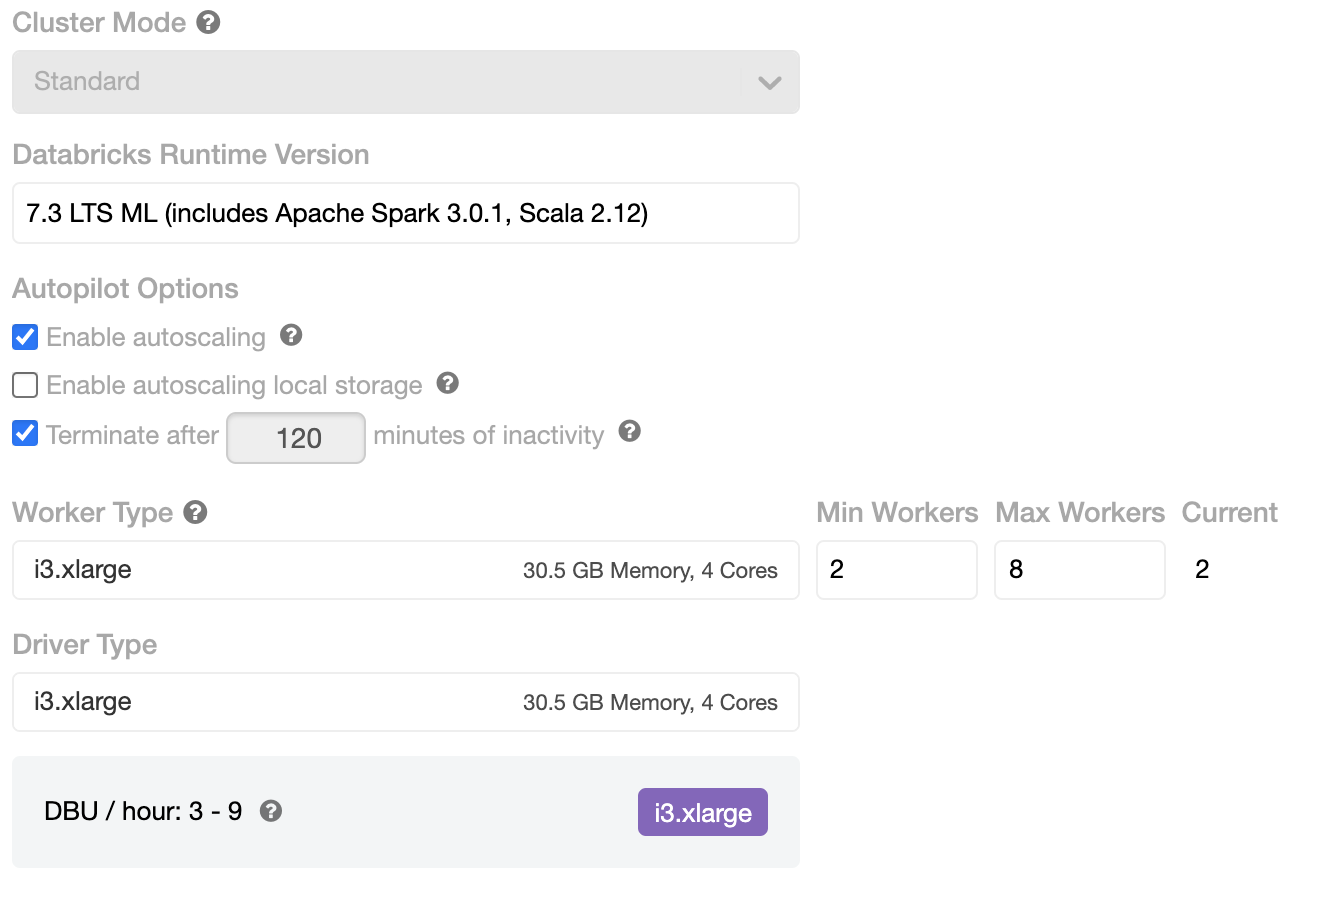 Cluster Mode ?
Standard
Databricks Runtime Version
7.3 LTS ML (includes Apache Spark 3.0.1, Scala 2.12)
Autopilot Options
Enable autoscaling ?
Enable autoscaling local storage ?
Terminate after 120 minutes of inactivity ?
Worker Type ? Min Workers Max Workers Current
i3.xlarge 30.5 GB Memory, 4 Cores 2 8 2
Driver Type
i3.xlarge 30.5 GB Memory, 4 Cores
DBU / hour: 3 - 9 ? i3.xlarge